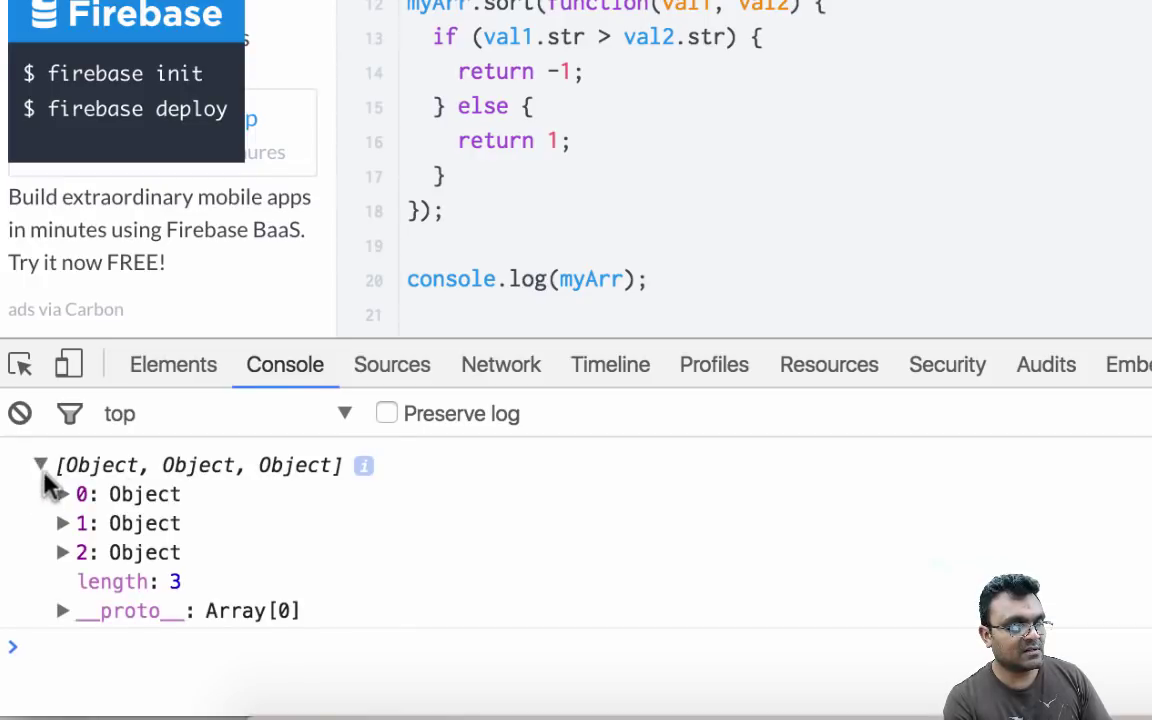 Firebase
s
$ firebase init
$ firebase deploy
p
ures
Build extraordinary mobile apps
in minutes using Firebase BaaS.
Try it now FREE!
ads via Carbon
12 myArr.sort(function(val1, val2) {
13 if (val1.str > val2.str) {
14 return -1;
15 } else {
16 return 1;
17 }
18 });
19
20 console.log(myArr);
21
Elements Console Sources Network Timeline Profiles Resources Security Audits Embe
top Preserve log
[Object, Object, Object] i
0: Object
1: Object
2: Object
length: 3
__proto__: Array[0]
>